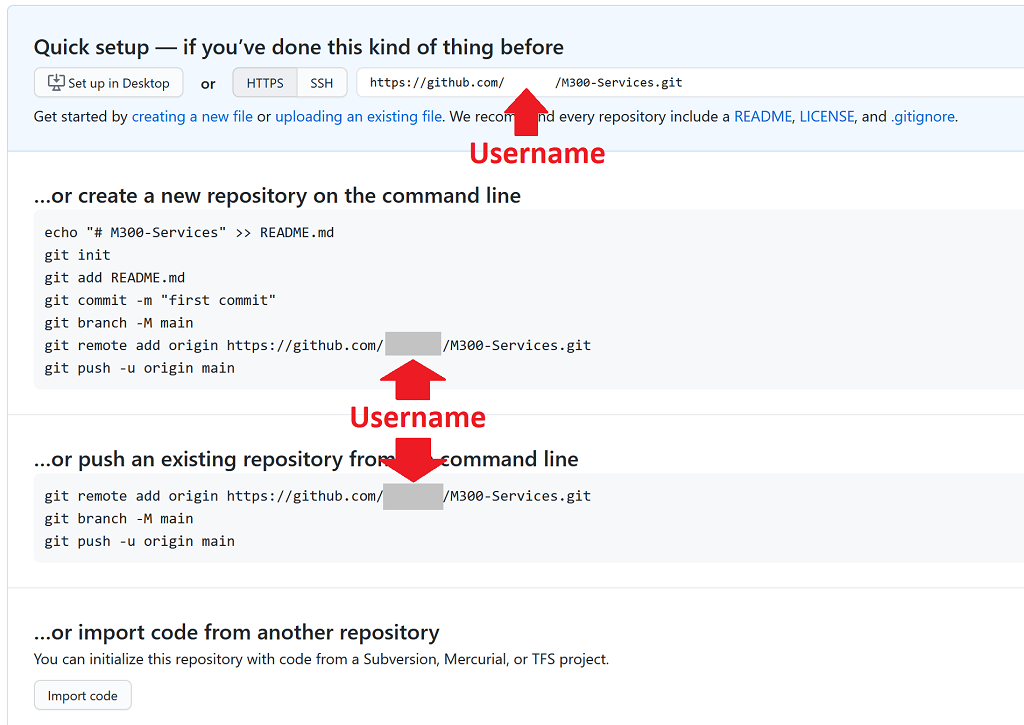 Quick setup — if you've done this kind of thing before
Set up in Desktop or HTTPS SSH https://github.com/ /M300-Services.git
Get started by creating a new file or uploading an existing file. We recom nd every repository include a README, LICENSE, and .gitignore.
Username
...or create a new repository on the command line
echo "# M300-Services" >> README.md
git init
git add README.md
git commit -m "first commit"
git branch -M main
git remote add origin https://github.com/ /M300-Services.git
git push -u origin main
Username
...or push an existing repository from command line
git remote add origin https://github.com/ /M300-Services.git
git branch -M main
git push -u origin main
...or import code from another repository
You can initialize this repository with code from a Subversion, Mercurial, or TFS project.
Import code